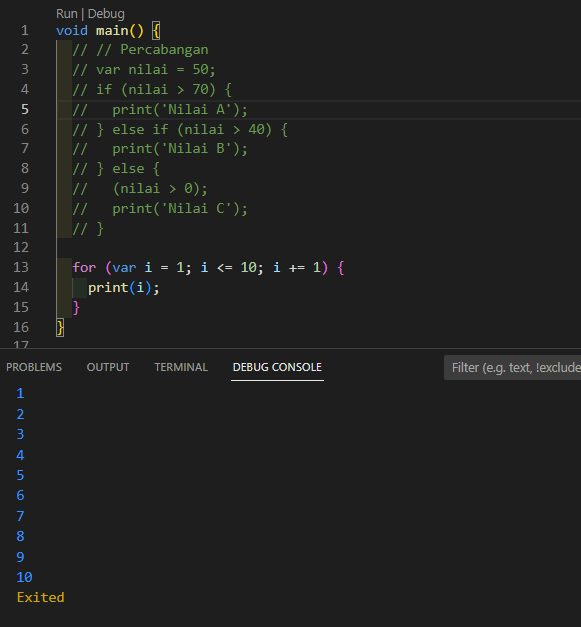 Run | Debug
1 void main() {
2 // // Percabangan
3 // var nilai = 50;
4 // if (nilai > 70) {
5 //   print('Nilai A');
6 // } else if (nilai > 40) {
7 //   print('Nilai B');
8 // } else {
9 //   (nilai > 0);
10 //   print('Nilai C');
11 // }
12
13 for (var i = 1; i <= 10; i += 1) {
14 print(i);
15 }
16 }
17
PROBLEMS OUTPUT TERMINAL DEBUG CONSOLE Filter (e.g. text, !exclude
1
2
3
4
5
6
7
8
9
10
Exited